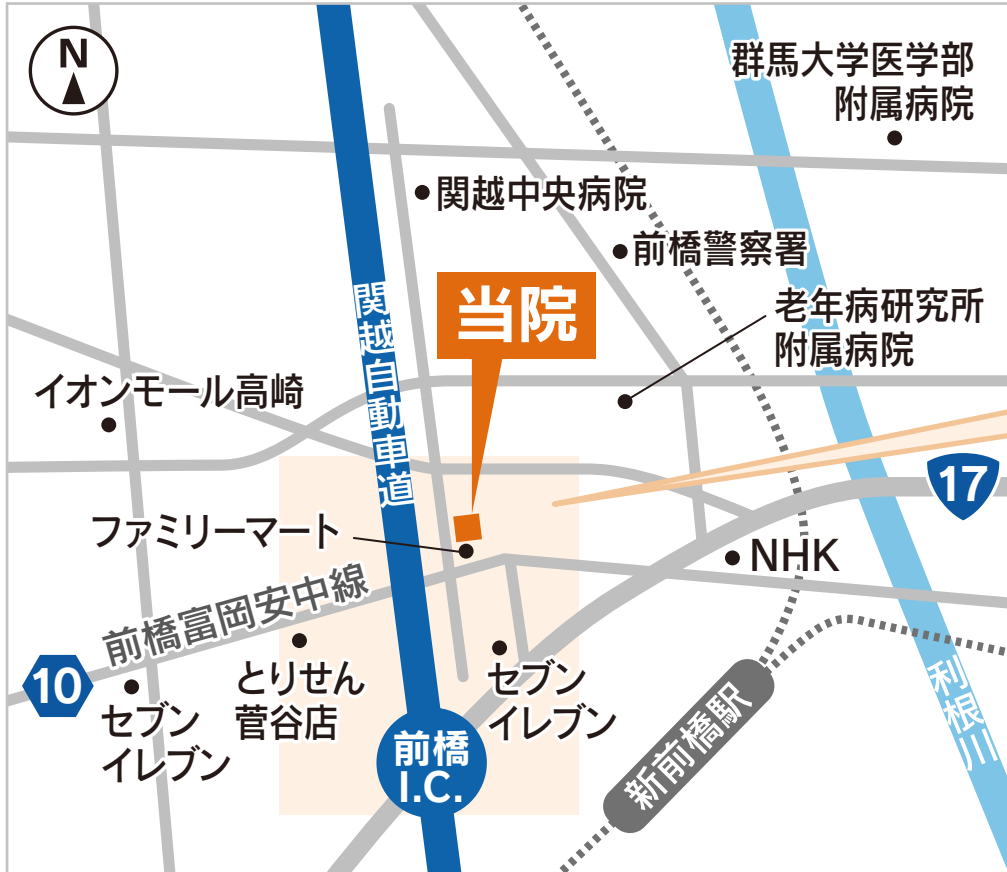 N
群馬大学医学部
附属病院
関越中央病院
前橋警察署
当院
老年病研究所
附属病院
関越自動車道
イオンモール高崎
17
ファミリーマート
NHK
前橋富岡安中線
10
とりせん
菅谷店
セブン
イレブン
セブン
イレブン
前橋
I.C.
新前橋駅
利根川